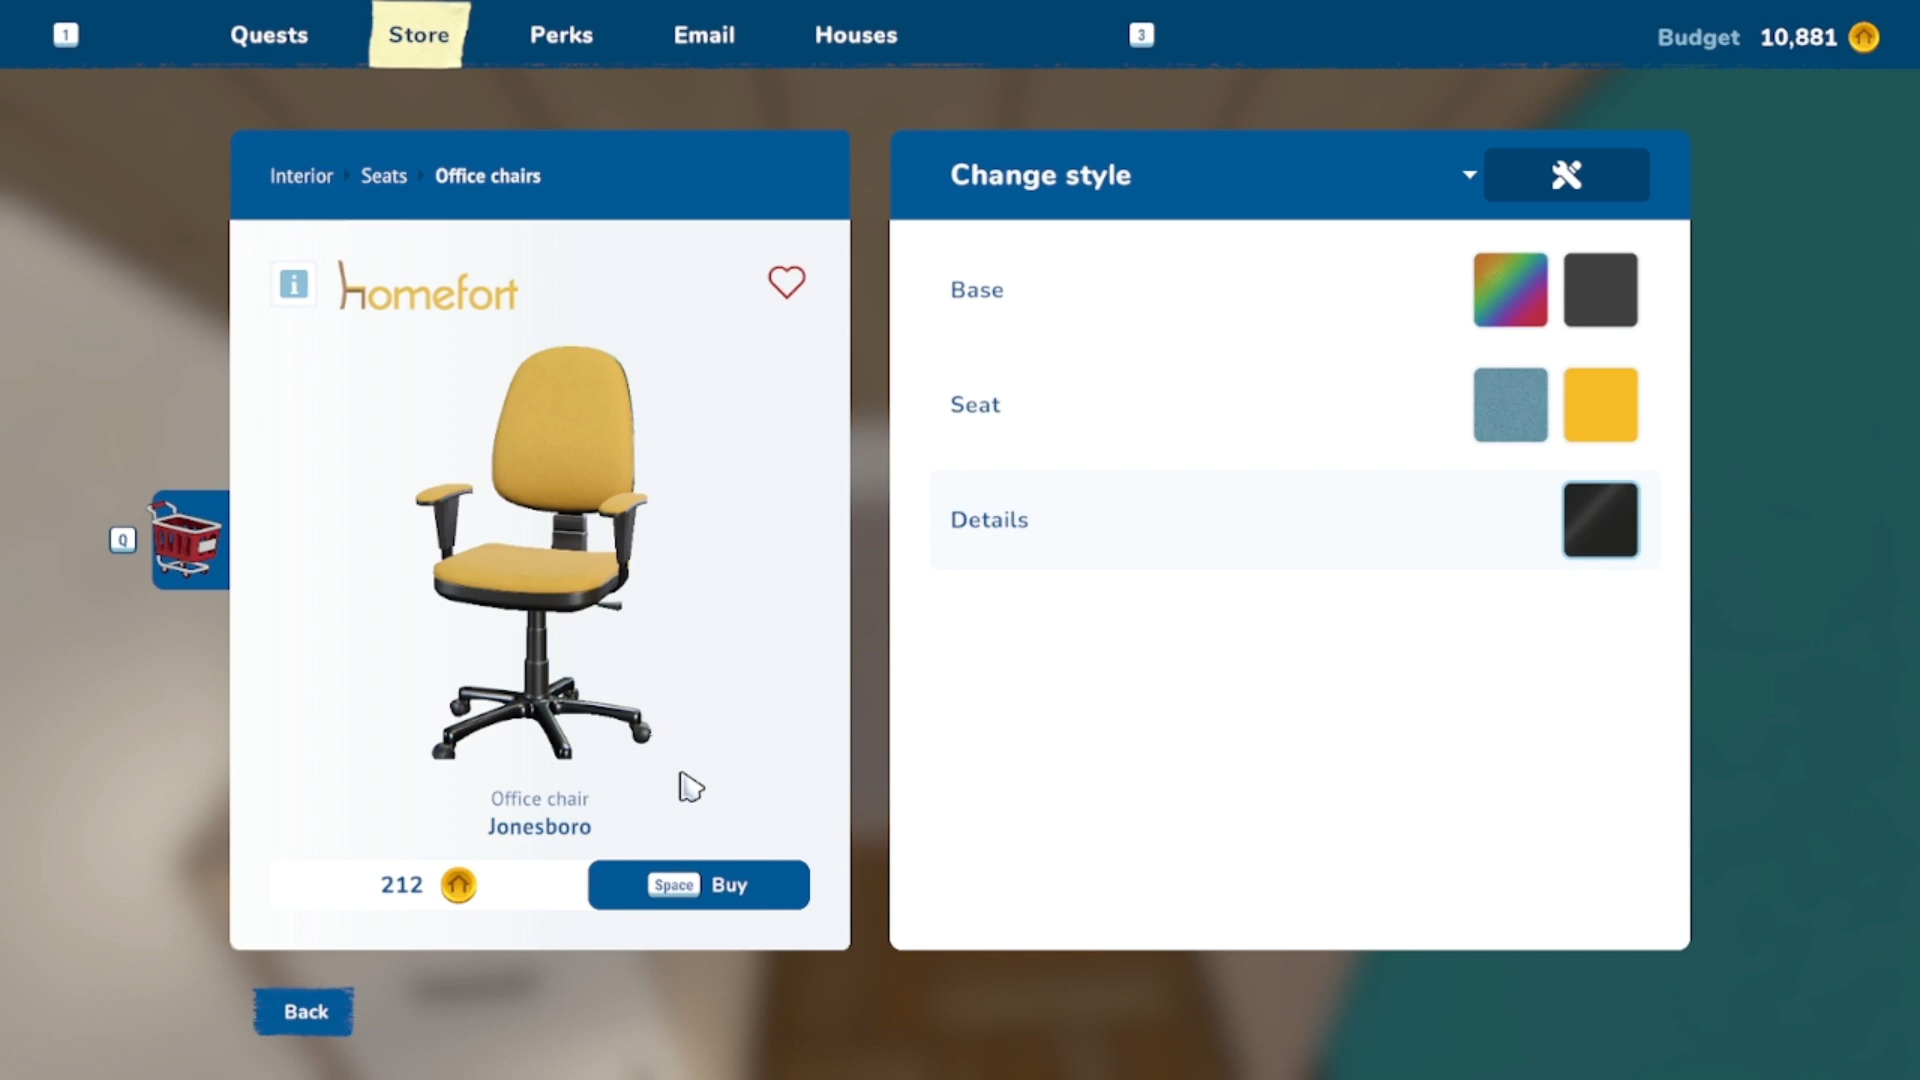 1
Quests
Store
Perks
Email
Houses
3
Budget 10,881
Interior Seats Office chairs
i
homefort
Office chair
Jonesboro
212
Space Buy
Q
Change style
Base
Seat
Details
Back